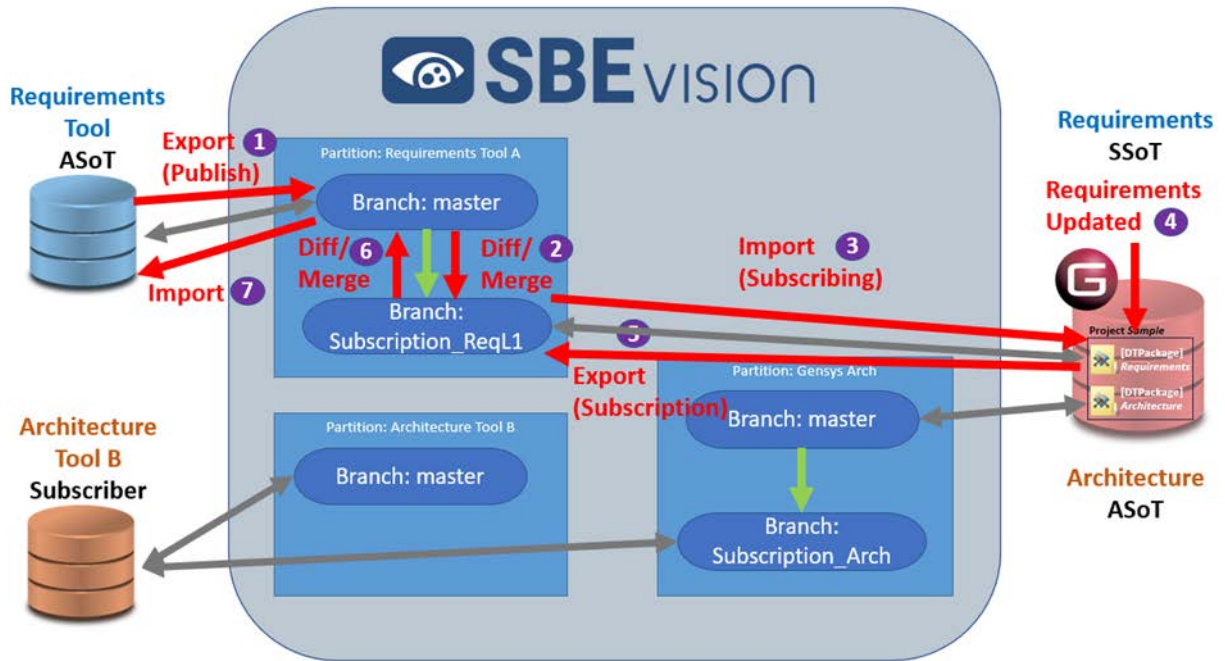 SBE VISION
Requirements
Tool
ASoT
Export 1
(Publish)
Partition: Requirements Tool A
Branch: master
Diff/ 6
Merge
2 Diff/
Merge
Import 7
Branch:
Subscription_ReqL1
Import 3
(Subscribing)
Requirements
SSoT
Requirements
Updated 4
G
Project Sample
[DTPackage]
Requirements
[DTPackage]
Architecture
5
Export
(Subscription)
Partition: Gensys Arch
Branch: master
Branch:
Subscription_Arch
Architecture
ASoT
Architecture
Tool B
Subscriber
Partition: Architecture Tool B
Branch: master